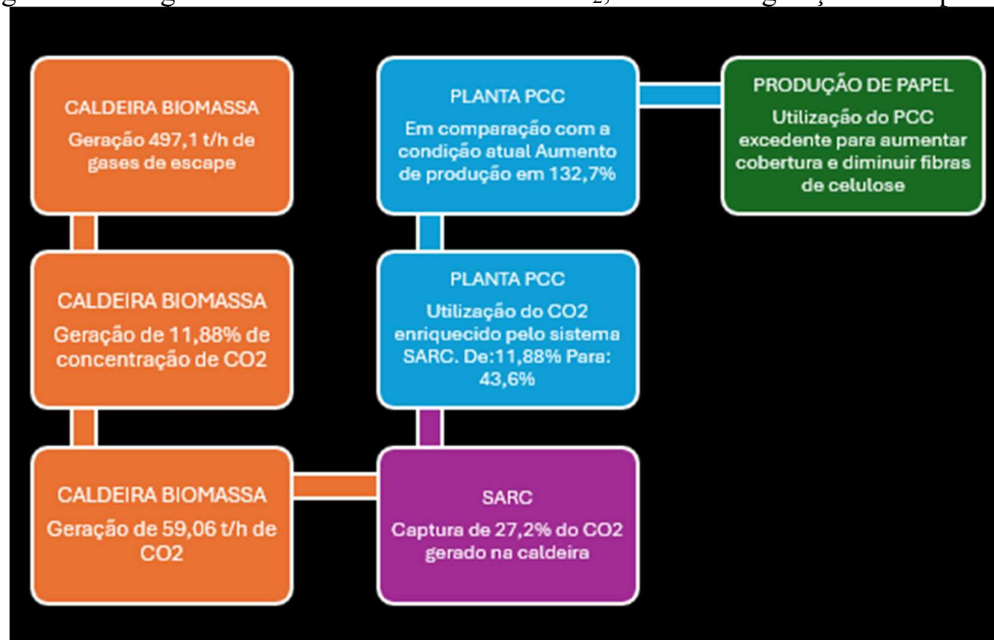 CALDEIRA BIOMASSA
Geração 497,1 t/h de
gases de escape
CALDEIRA BIOMASSA
Geração de 11,88% de
concentração de CO2
CALDEIRA BIOMASSA
Geração de 59,06 t/h de
CO2
SARC
Captura de 27,2% do CO2
gerado na caldeira
PLANTA PCC
Utilização do CO2
enriquecido pelo sistema
SARC. De:11,88% Para:
43,6%
PLANTA PCC
Em comparação com a
condição atual Aumento
de produção em 132,7%
PRODUÇÃO DE PAPEL
Utilização do PCC
excedente para aumentar
cobertura e diminuir fibras
de celulose